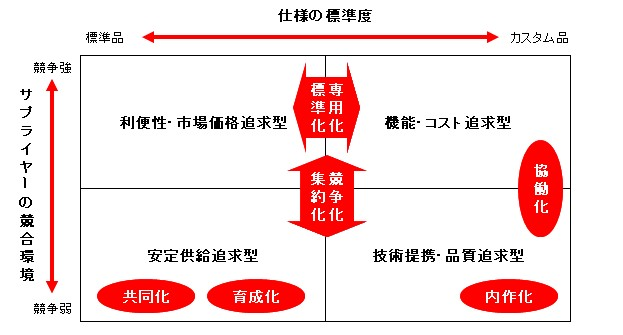 仕様の標準度
標準品
カスタム品
競争強
サプライヤーの競合環境
競争弱
利便性・市場価格追求型
標準化
専用化
機能・コスト追求型
集約化
競争化
協働化
安定供給追求型
技術提携・品質追求型
共同化
育成化
内作化